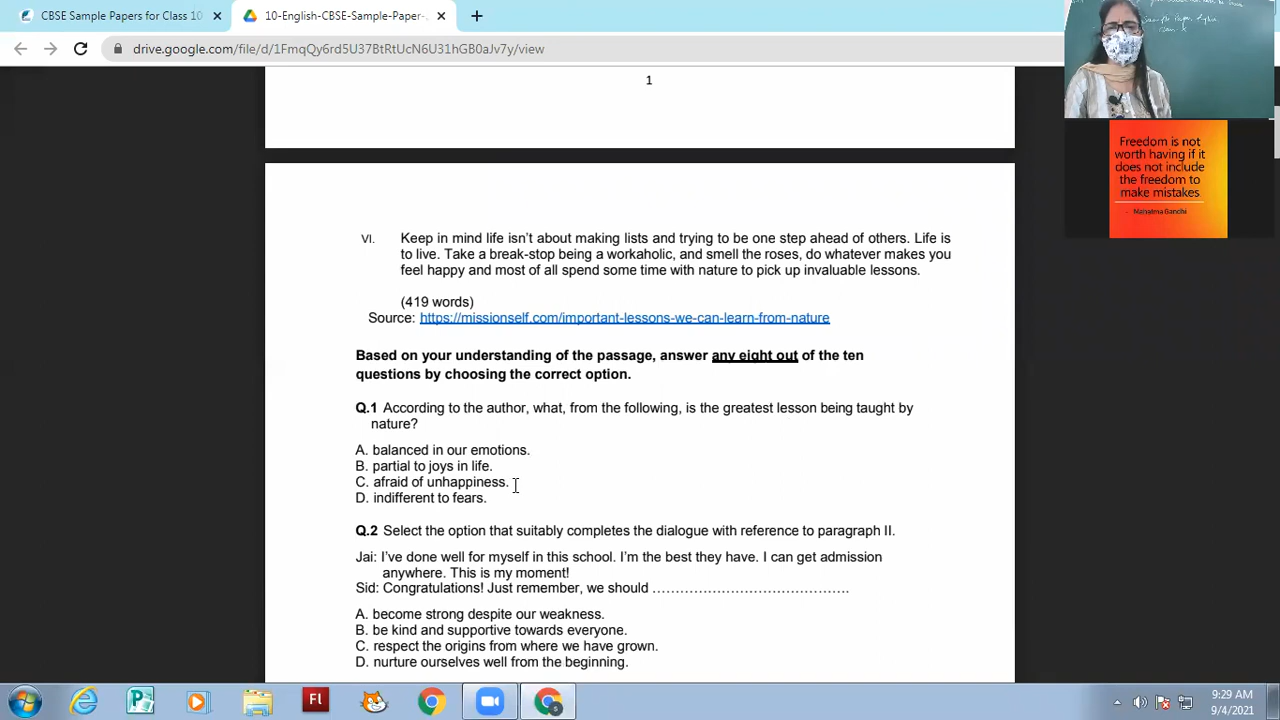 CBSE Sample Papers for Class 10
10-English-CBSE-Sample-Paper-
drive.google.com/file/d/1FmqQy6rd5U37BtRtUcN6U31hGB0aJv7y/view
1
VI. Keep in mind life isn't about making lists and trying to be one step ahead of others. Life is
to live. Take a break-stop being a workaholic, and smell the roses, do whatever makes you
feel happy and most of all spend some time with nature to pick up invaluable lessons.
(419 words)
Source: https://missionself.com/important-lessons-we-can-learn-from-nature
Based on your understanding of the passage, answer any eight out of the ten
questions by choosing the correct option.
Q.1 According to the author, what, from the following, is the greatest lesson being taught by
nature?
A. balanced in our emotions.
B. partial to joys in life.
C. afraid of unhappiness.
D. indifferent to fears.
Q.2 Select the option that suitably completes the dialogue with reference to paragraph II.
Jai: I've done well for myself in this school. I'm the best they have. I can get admission
anywhere. This is my moment!
Sid: Congratulations! Just remember, we should …………………………………….
A. become strong despite our weakness.
B. be kind and supportive towards everyone.
C. respect the origins from where we have grown.
D. nurture ourselves well from the beginning.
Freedom is not
worth having if it
does not include
the freedom to
make mistakes
- Mahatma Gandhi
9:29 AM
9/4/2021